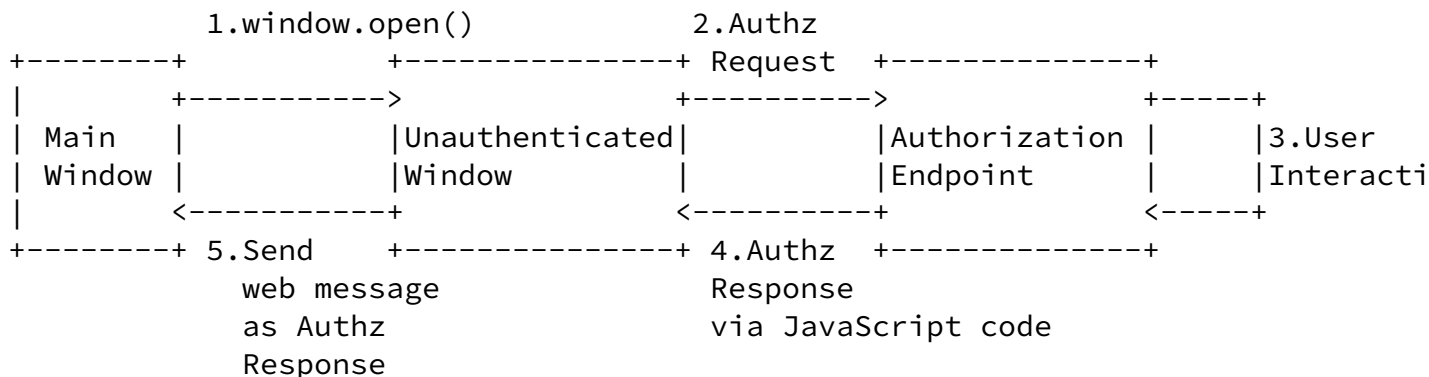 1.window.open() 2.Authz
Request
Main Unauthenticated Authorization 3.User
Window Window Endpoint Interacti
5.Send 4.Authz
web message Response
as Authz via JavaScript code
Response